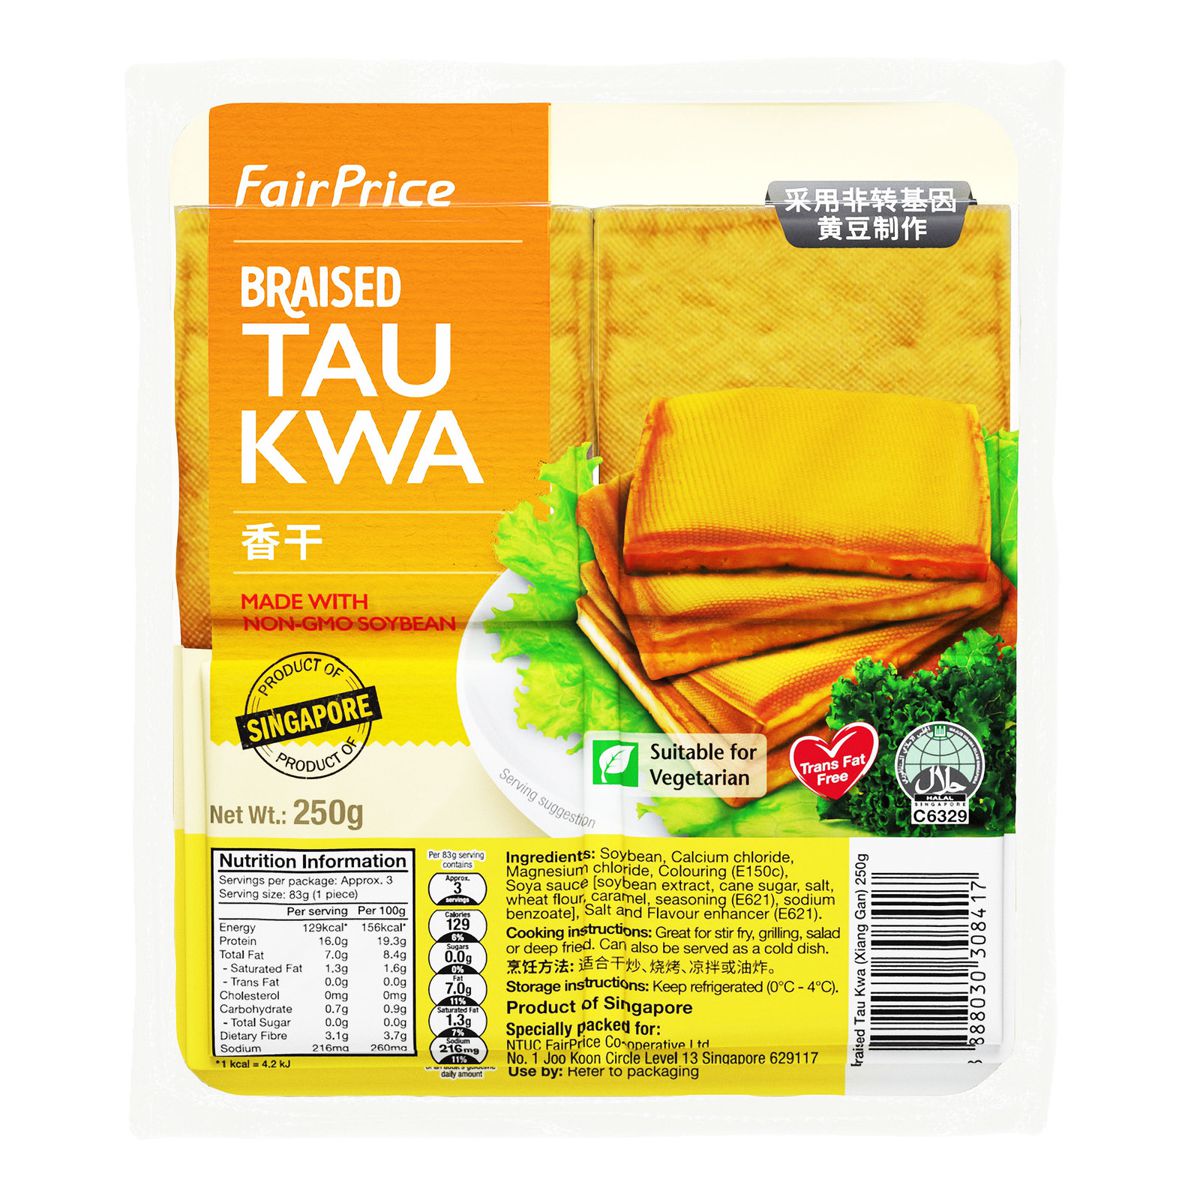 FairPrice
采用非转基因
黄豆制作
BRAISED
TAU
KWA
香干
MADE WITH
NON-GMO SOYBEAN
PRODUCT OF
SINGAPORE
PRODUCT OF
Net Wt.: 250g
Serving suggestion
Suitable for
Vegetarian
Trans Fat
Free
HALAL
SINGAPORE
C6329
Nutrition Information
Servings per package: Approx. 3
Serving size: 83g (1 piece)
Per serving Per 100g
Energy 129kcal* 156kcal*
Protein 16.0g 19.3g
Total Fat 7.0g 8.4g
- Saturated Fat 1.3g 1.6g
- Trans Fat 0.0g 0.0g
Cholesterol 0mg 0mg
Carbohydrate 0.7g 0.9g
- Total Sugar 0.0g 0.0g
Dietary Fibre 3.1g 3.7g
Sodium 216mg 260mg
*1 kcal = 4.2 kJ
Per 83g serving
contains
Approx.
3
servings
Calories
129
6%
Sugars
0.0g
0%
Fat
7.0g
11%
Saturated Fat
1.3g
7%
Sodium
216mg
11%
of an adult's guideline
daily amount
Ingredients: Soybean, Calcium chloride,
Magnesium chloride, Colouring (E150c),
Soya sauce [soybean extract, cane sugar, salt,
wheat flour, caramel, seasoning (E621), sodium
benzoate], Salt and Flavour enhancer (E621).
Cooking instructions: Great for stir fry, grilling, salad
or deep fried. Can also be served as a cold dish.
烹饪方法: 适合干炒、烧烤、凉拌或油炸。
Storage instructions: Keep refrigerated (0°C - 4°C).
Product of Singapore
Specially packed for:
NTUC FairPrice Co-operative Ltd
No. 1 Joo Koon Circle Level 13 Singapore 629117
Use by: Refer to packaging
Braised Tau Kwa (Xiang Gan) 250g
8 888030 308417